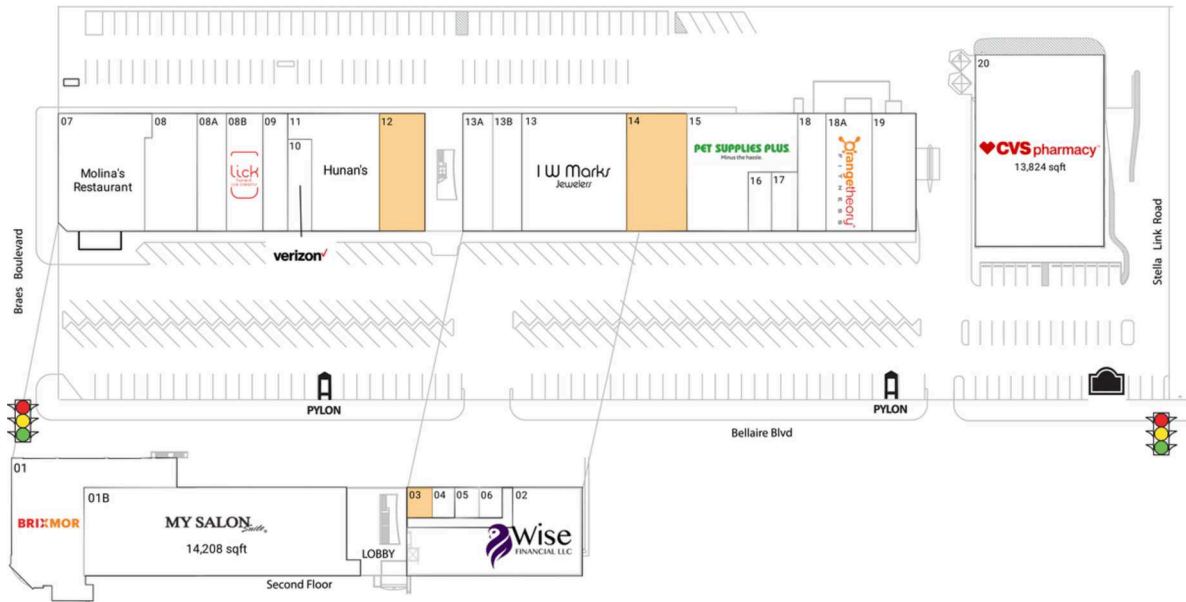 20
07
08
08A
08B
09
11
12
13A
13B
13
14
15
18
18A
19
10
16
17
Molina's
Restaurant
Lick
Hunan's
I W Marks
Jewelers
PET SUPPLIES PLUS
Minus the hassle.
Orangetheory
FITNESS
CVS pharmacy
13,824 sqft
verizon
Braes Boulevard
Stella Link Road
PYLON
PYLON
Bellaire Blvd
01
01B
03
04
05
06
02
BRIXMOR
MY SALON
Suite
14,208 sqft
LOBBY
Wise
FINANCIAL LLC
Second Floor